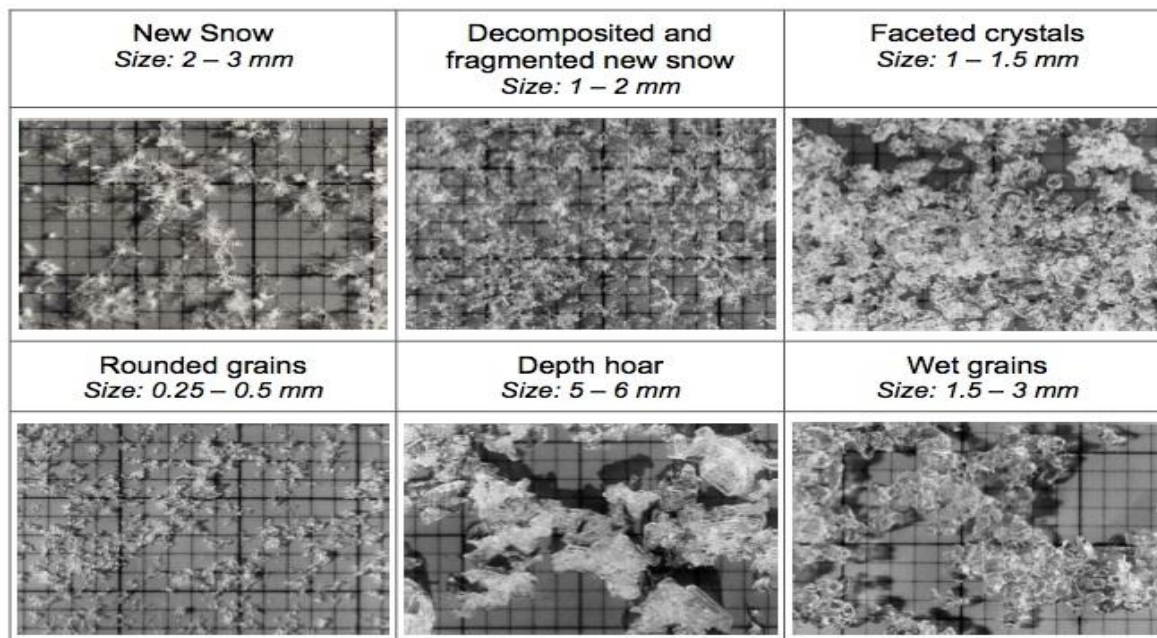 New Snow
Size: 2 – 3 mm
Decomposited and
fragmented new snow
Size: 1 – 2 mm
Faceted crystals
Size: 1 – 1.5 mm
Rounded grains
Size: 0.25 – 0.5 mm
Depth hoar
Size: 5 – 6 mm
Wet grains
Size: 1.5 – 3 mm